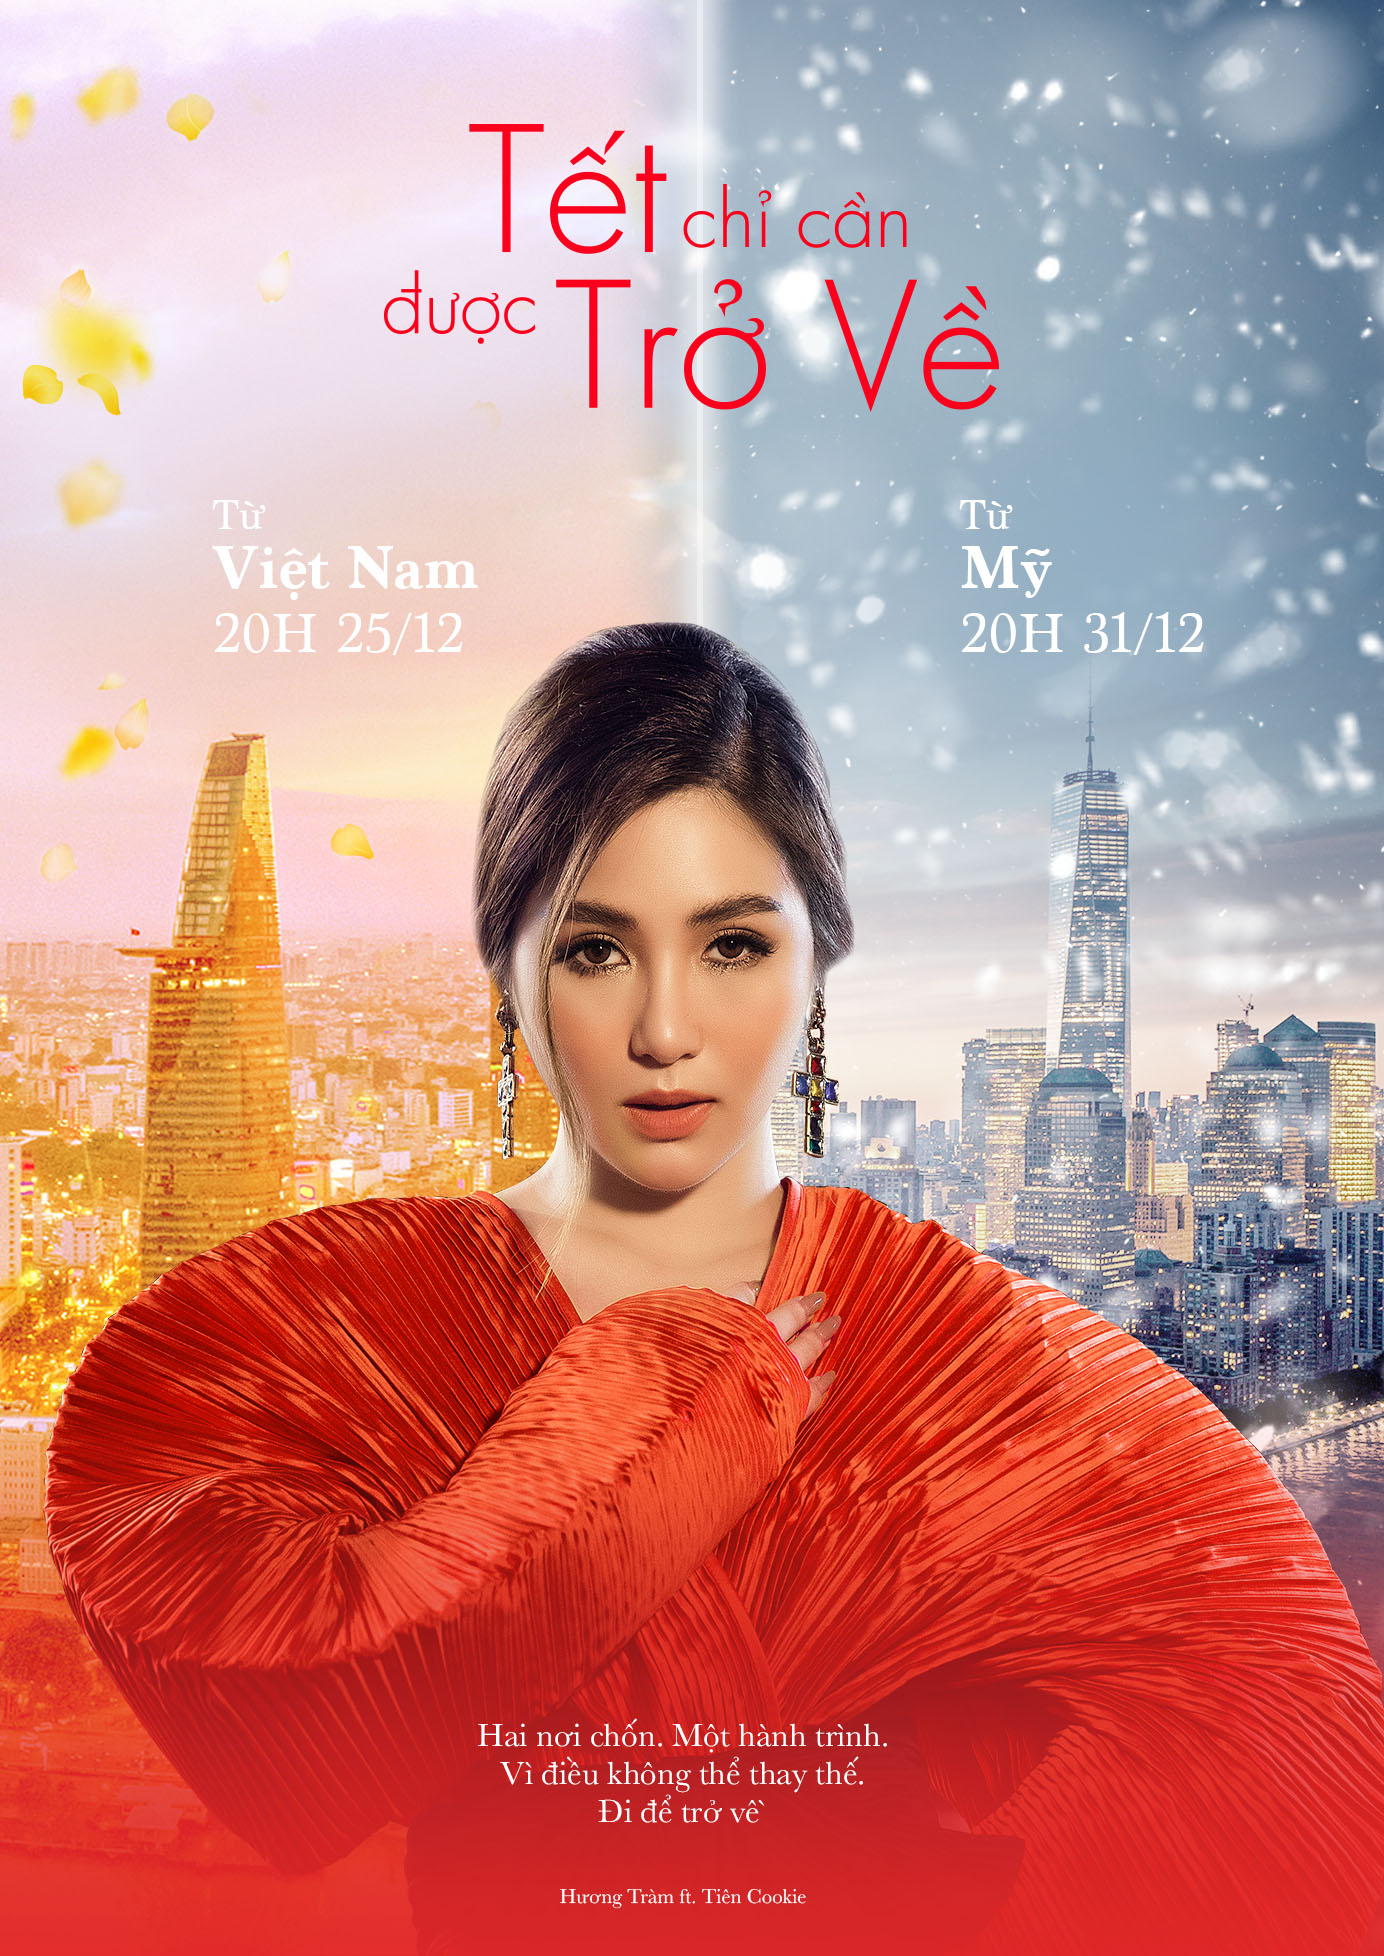 Tết chỉ cần
được Trở Về
Từ
Việt Nam
20H 25/12
Từ
Mỹ
20H 31/12
Hai nơi chốn. Một hành trình.
Vì điều không thể thay thế.
Đi để trở về
Hương Tràm ft. Tiên Cookie